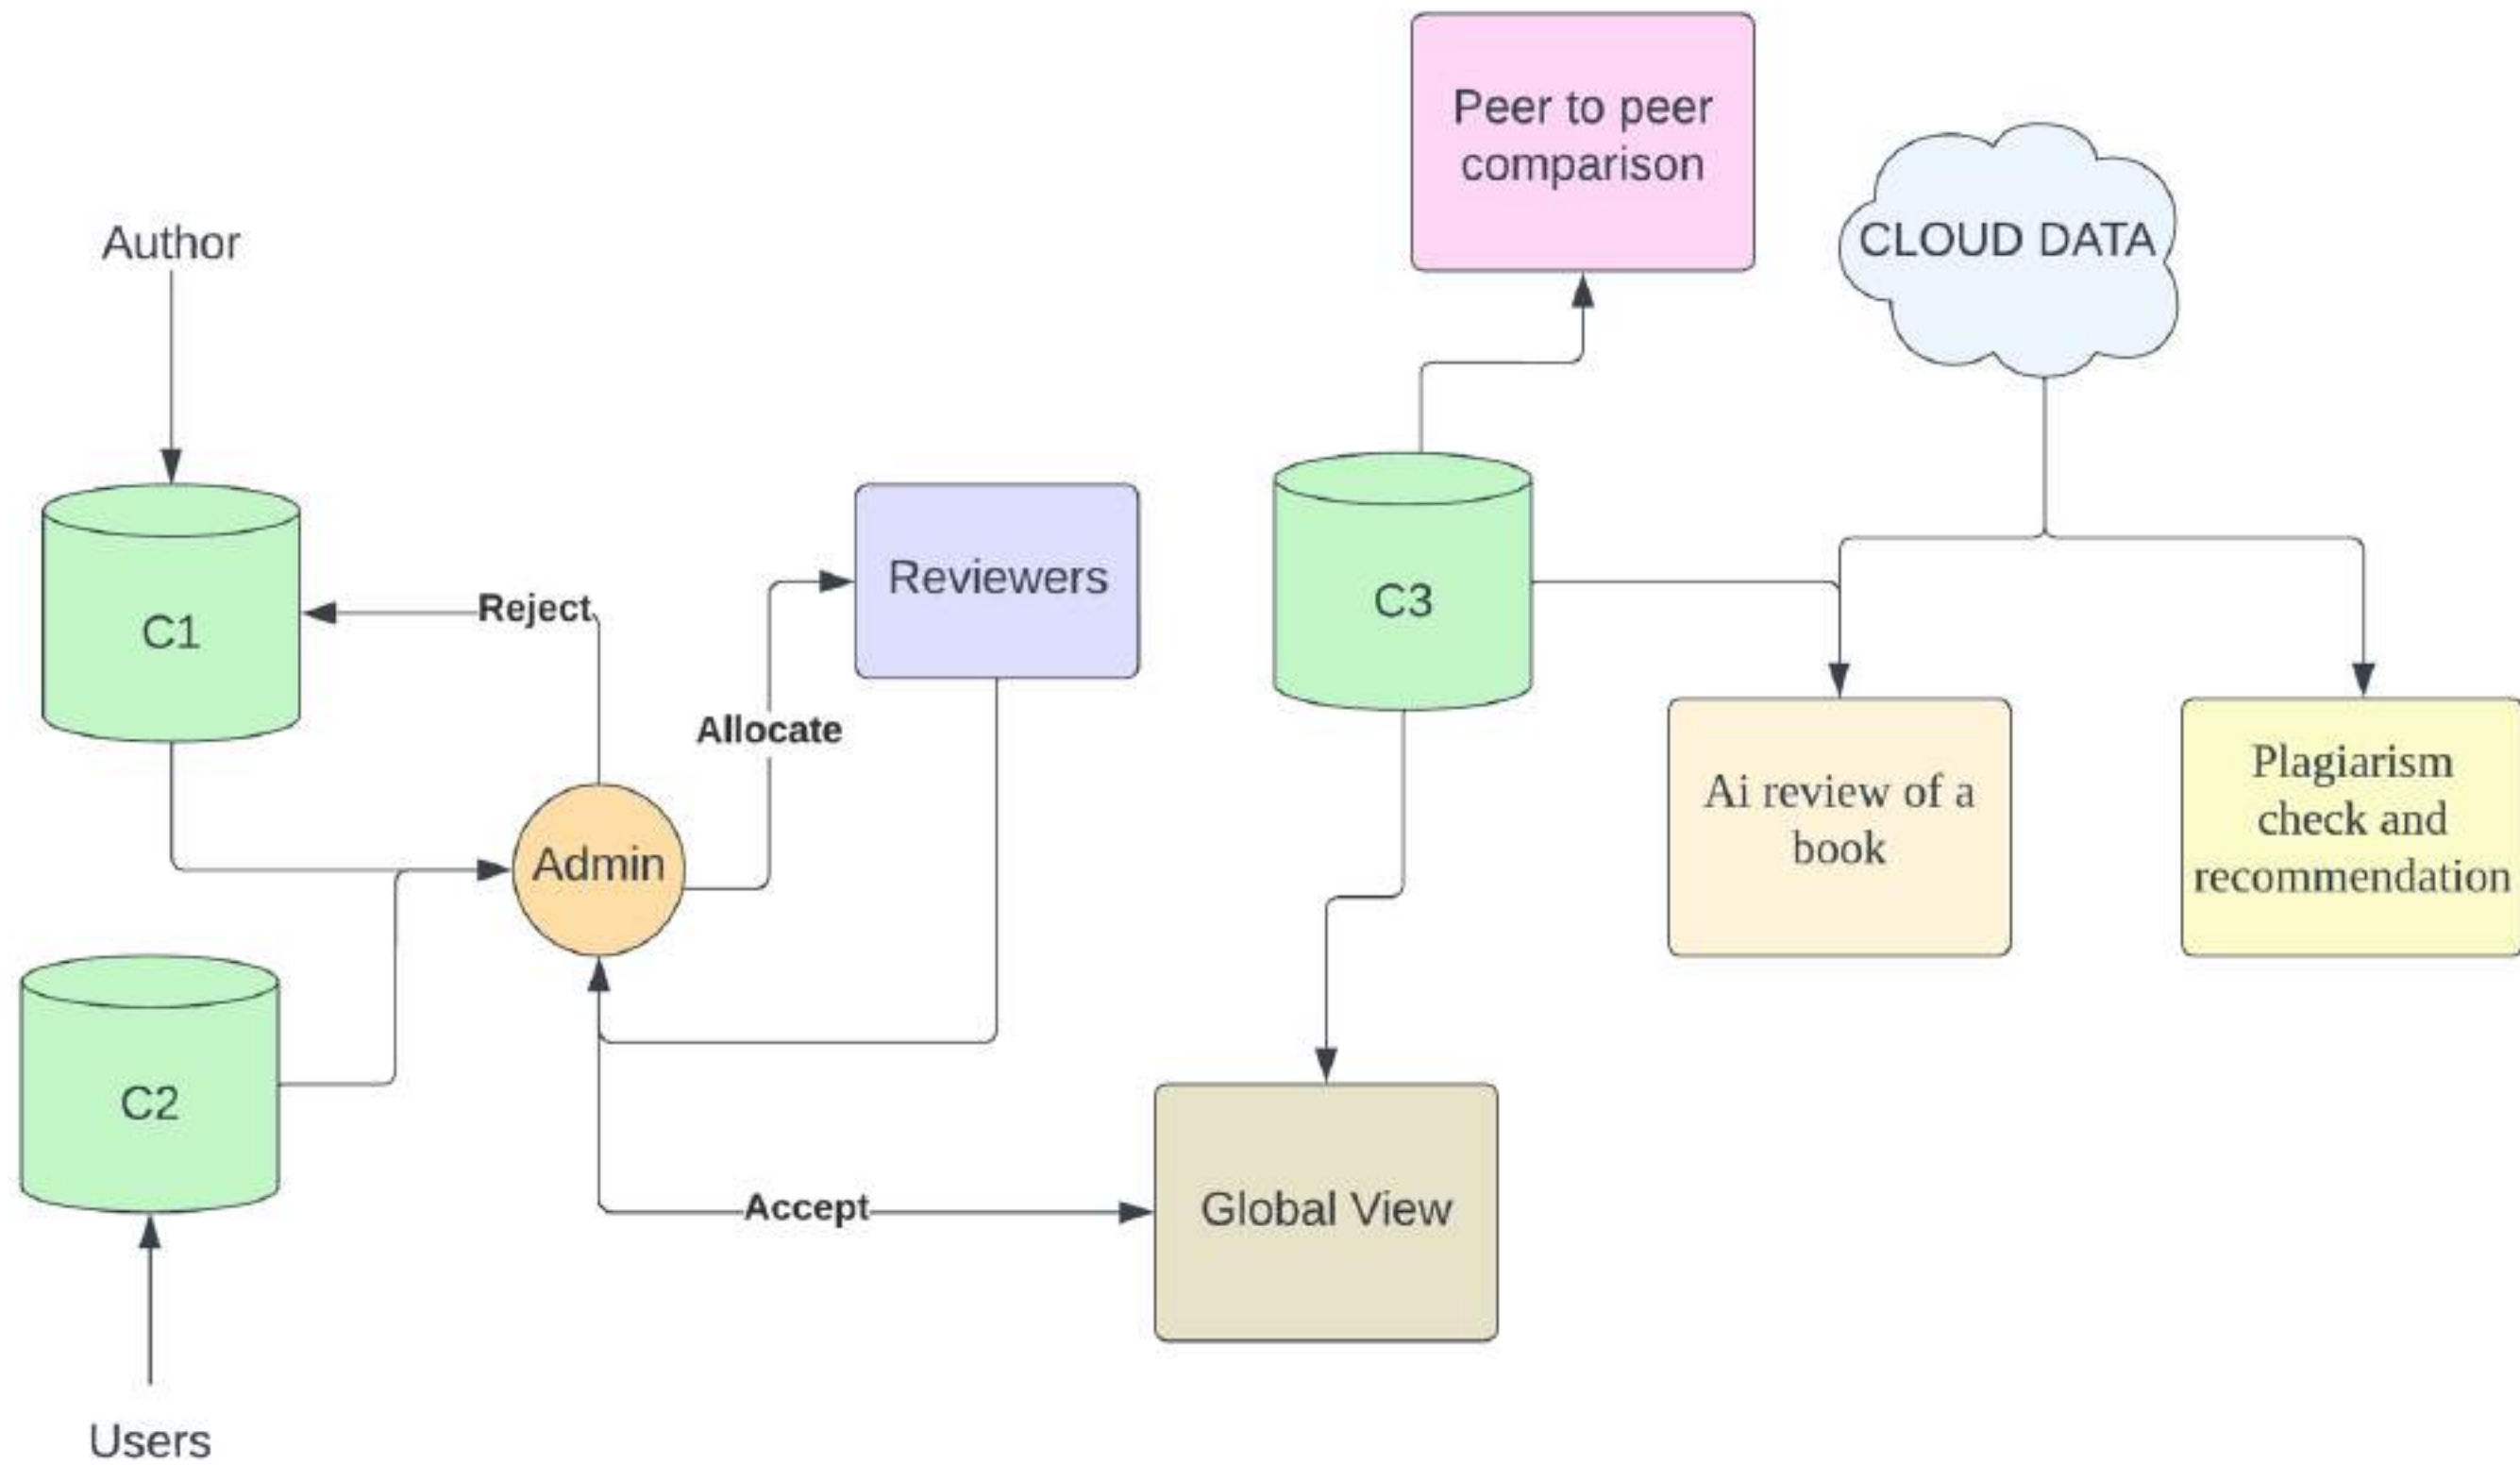 Peer to peer
comparison
CLOUD DATA
Author
Reviewers
C3
Reject
C1
Allocate
Ai review of a
book
Plagiarism
check and
recommendation
Admin
C2
Accept
Global View
Users